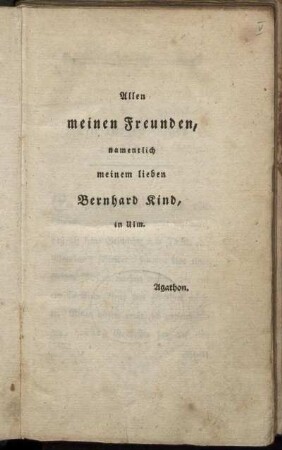 Allen
meinen Freunden,
namentlich
meinem lieben
Bernhard Kind,
in Ulm.
Agathon.